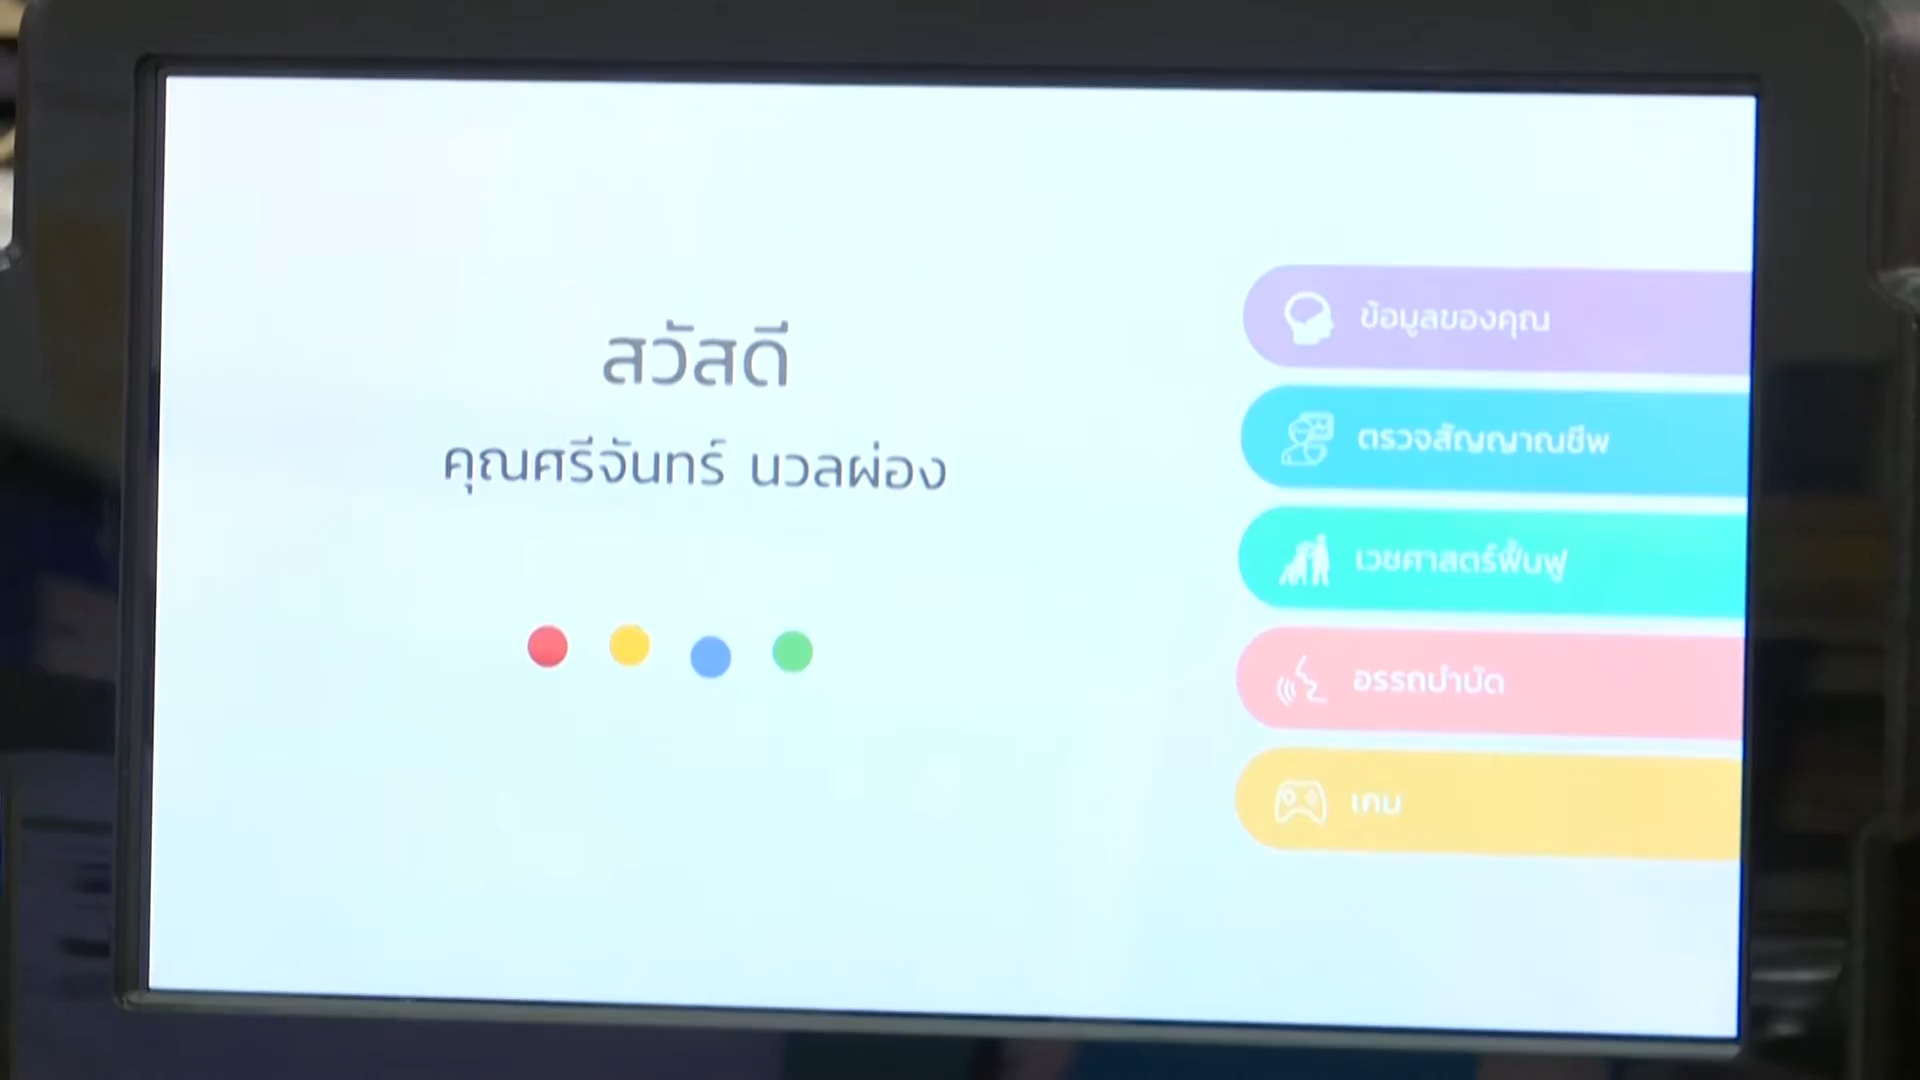 สวัสดี
คุณศรีจันทร์ นวลผ่อง
ข้อมูลของคุณ
ตรวจสัญญาณชีพ
เวชศาสตร์ฟื้นฟู
อรรถบำบัด
เกม